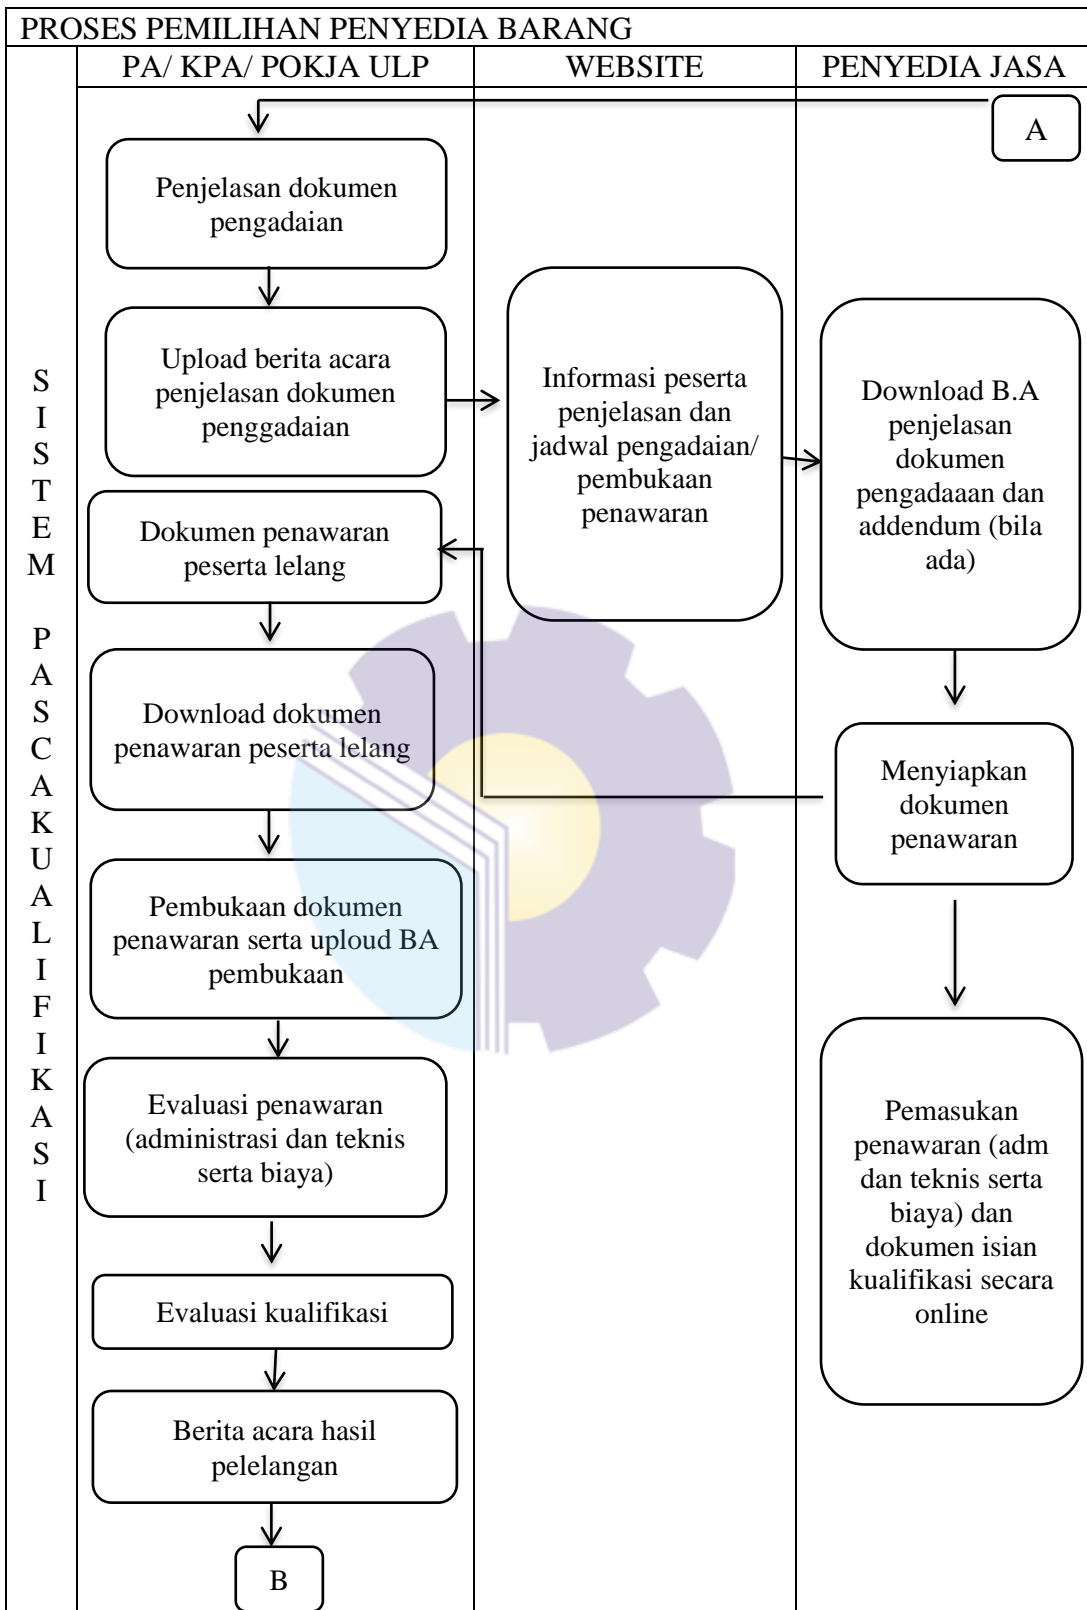 PROSES PEMILIHAN PENYEDIA BARANG
PA/ KPA/ POKJA ULP
WEBSITE
PENYEDIA JASA
S
I
S
T
E
M
P
A
S
C
A
K
U
A
L
I
F
I
K
A
S
I
A
Penjelasan dokumen
pengadaian
Upload berita acara
penjelasan dokumen
penggadaian
Informasi peserta
penjelasan dan
jadwal pengadaian/
pembukaan
penawaran
Download B.A
penjelasan
dokumen
pengadaaan dan
addendum (bila
ada)
Dokumen penawaran
peserta lelang
Download dokumen
penawaran peserta lelang
Menyiapkan
dokumen
penawaran
Pembukaan dokumen
penawaran serta uploud BA
pembukaan
Evaluasi penawaran
(administrasi dan teknis
serta biaya)
Pemasukan
penawaran (adm
dan teknis serta
biaya) dan
dokumen isian
kualifikasi secara
online
Evaluasi kualifikasi
Berita acara hasil
pelelangan
B